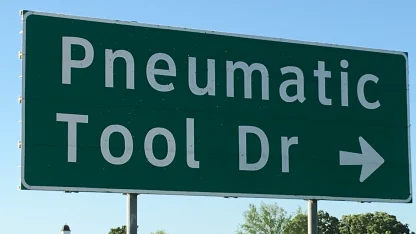 Pneumatic
Tool Dr →